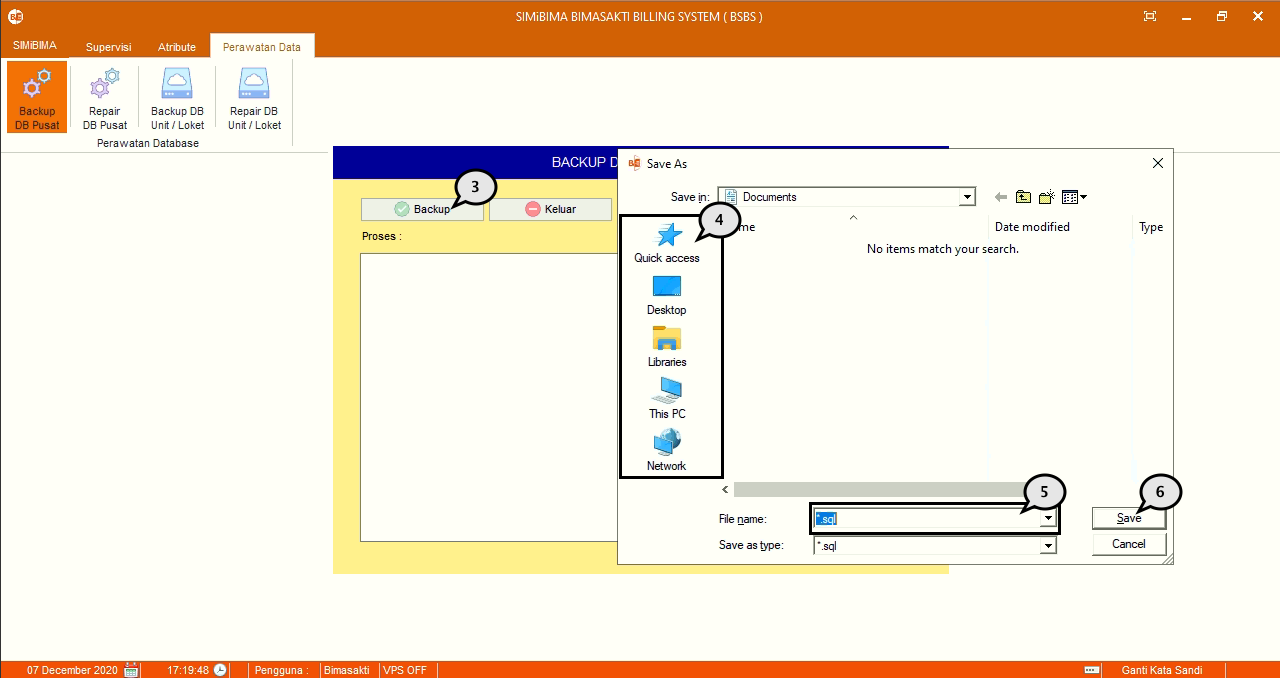 SIMiBIMA BIMASAKTI BILLING SYSTEM ( BSBS )
SIMiBIMA Supervisi Atribute Perawatan Data
Backup DB Pusat
Repair DB Pusat
Backup DB Unit / Loket
Repair DB Unit / Loket
Perawatan Database
BACKUP
3
Backup
Keluar
Proses :
Save As
Save in:
Documents
4
Date modified
Type
No items match your search.
Quick access
Desktop
Libraries
This PC
Network
5
6
File name:
*.sql
Save
Save as type:
*.sql
Cancel
07 December 2020 17:19:48 Pengguna : Bimasakti VPS OFF Ganti Kata Sandi